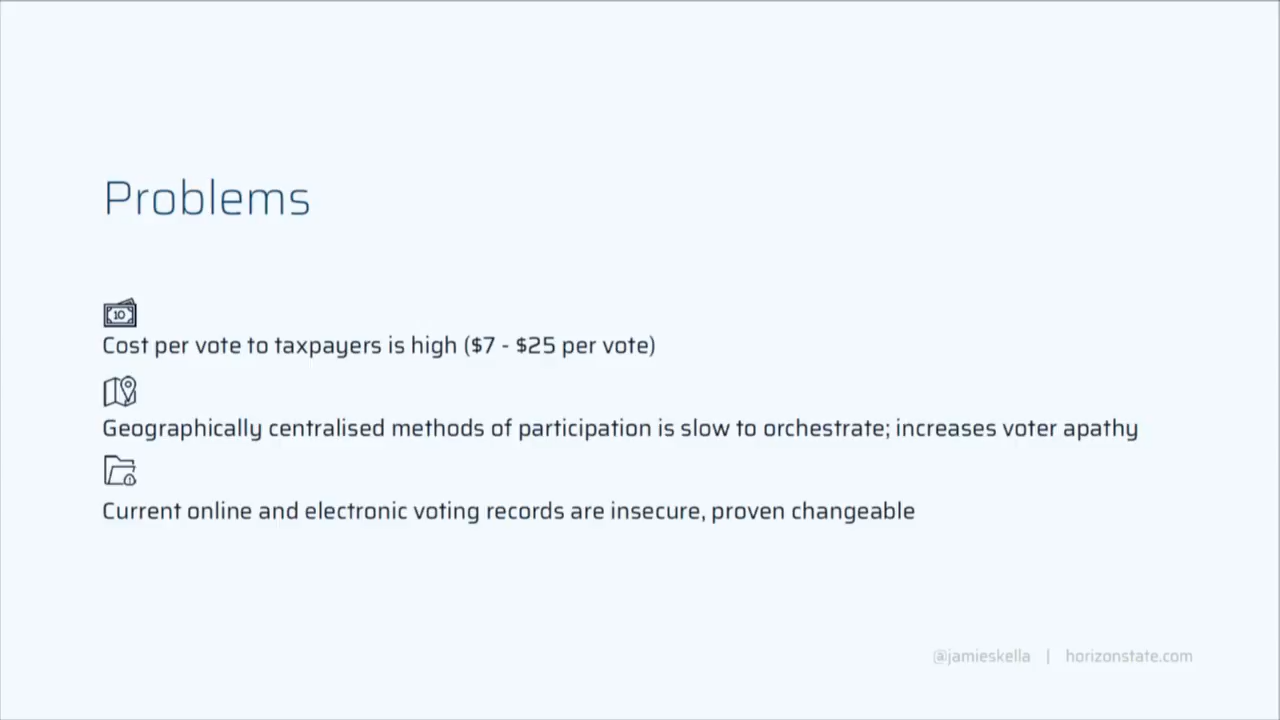 Problems
10
Cost per vote to taxpayers is high ($7 - $25 per vote)
Geographically centralised methods of participation is slow to orchestrate; increases voter apathy
Current online and electronic voting records are insecure, proven changeable
@jamieskella | horizonstate.com